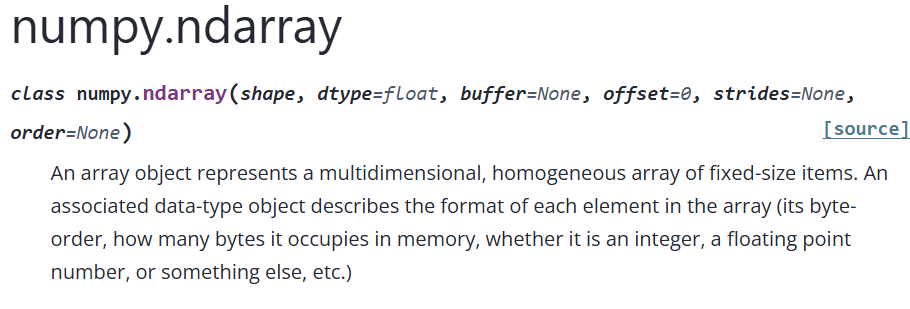 numpy.ndarray
class numpy.ndarray(shape, dtype=float, buffer=None, offset=0, strides=None,
order=None) [source]
An array object represents a multidimensional, homogeneous array of fixed-size items. An
associated data-type object describes the format of each element in the array (its byte-
order, how many bytes it occupies in memory, whether it is an integer, a floating point
number, or something else, etc.)